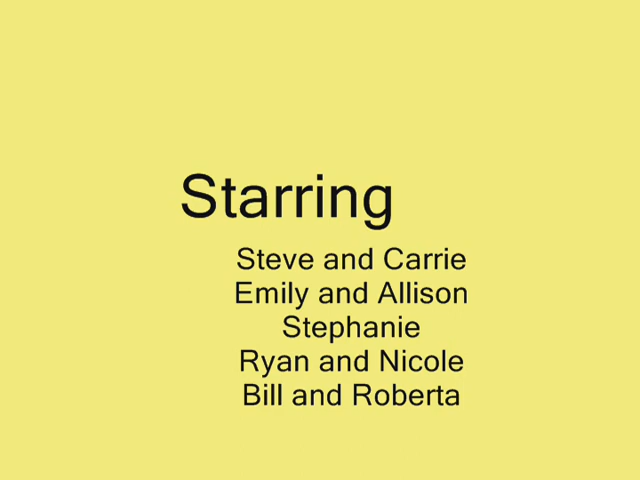 Starring
Steve and Carrie
Emily and Allison
Stephanie
Ryan and Nicole
Bill and Roberta